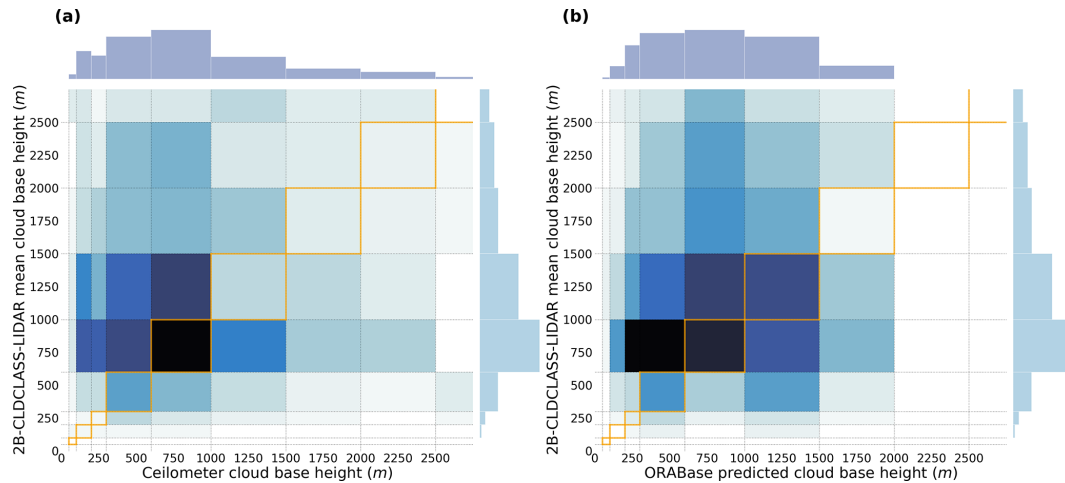 (a)
(b)
2B-CLDCLASS-LIDAR mean cloud base height (m)
2500
2250
2000
1750
1500
1250
1000
750
500
250
0
0 250 500 750 1000 1250 1500 1750 2000 2250 2500
Ceilometer cloud base height (m)
2B-CLDCLASS-LIDAR mean cloud base height (m)
2500
2250
2000
1750
1500
1250
1000
750
500
250
0
0 250 500 750 1000 1250 1500 1750 2000 2250 2500
ORABase predicted cloud base height (m)